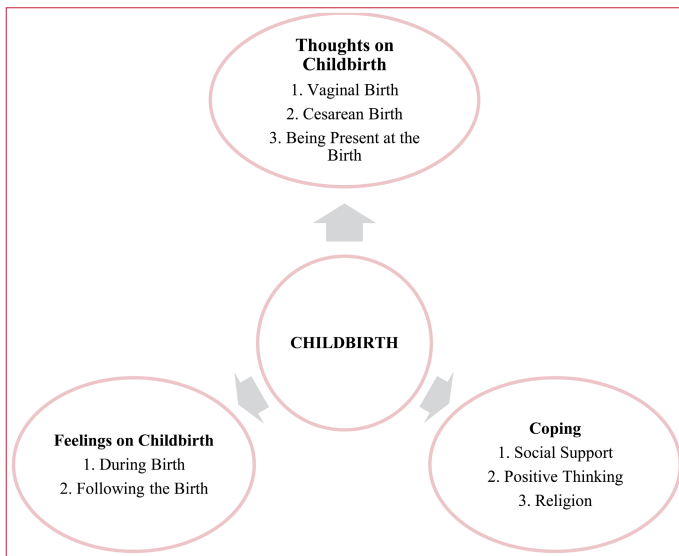 Thoughts on
Childbirth
1. Vaginal Birth
2. Cesarean Birth
3. Being Present at the
Birth
CHILDBIRTH
Feelings on Childbirth
1. During Birth
2. Following the Birth
Coping
1. Social Support
2. Positive Thinking
3. Religion